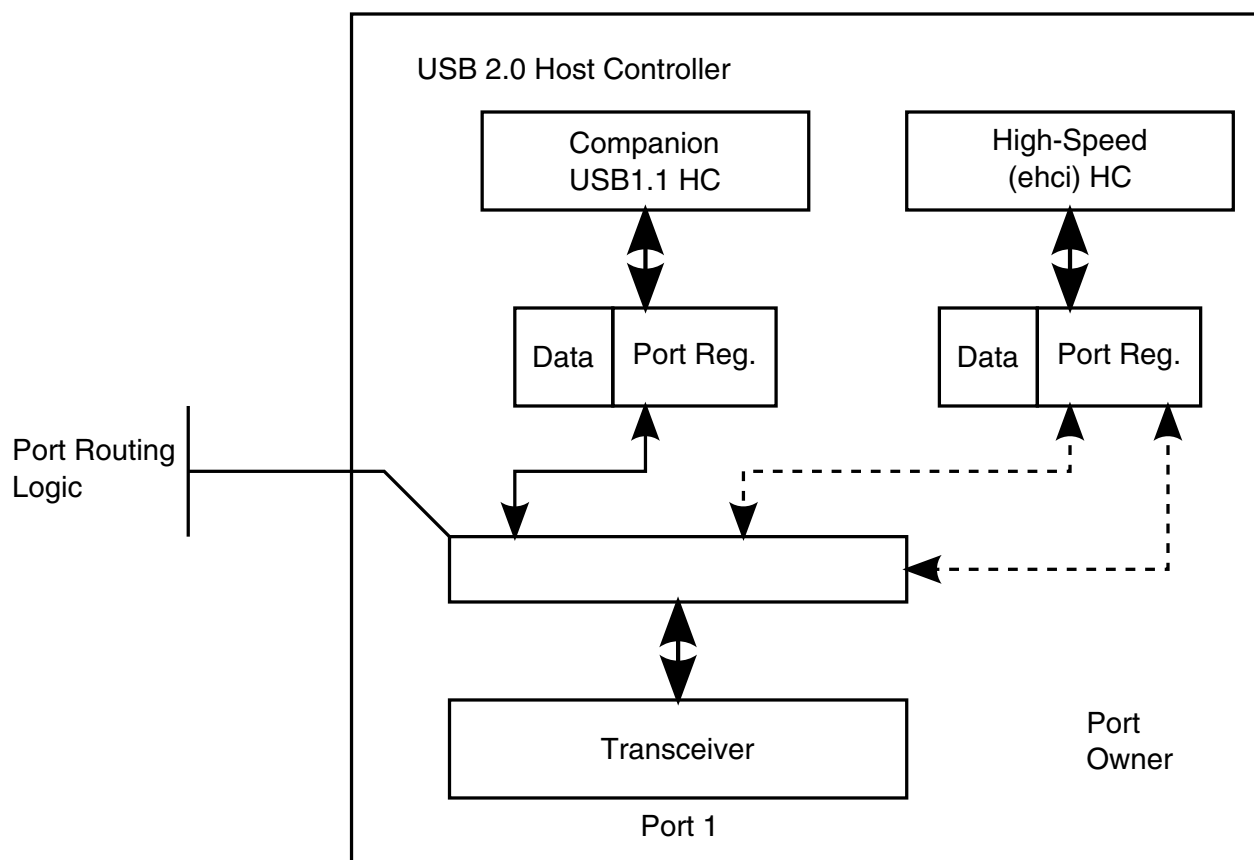 USB 2.0 Host Controller
Companion
USB1.1 HC
High-Speed
(ehci) HC
Data
Port Reg.
Data
Port Reg.
Port Routing
Logic
Transceiver
Port
Owner
Port 1